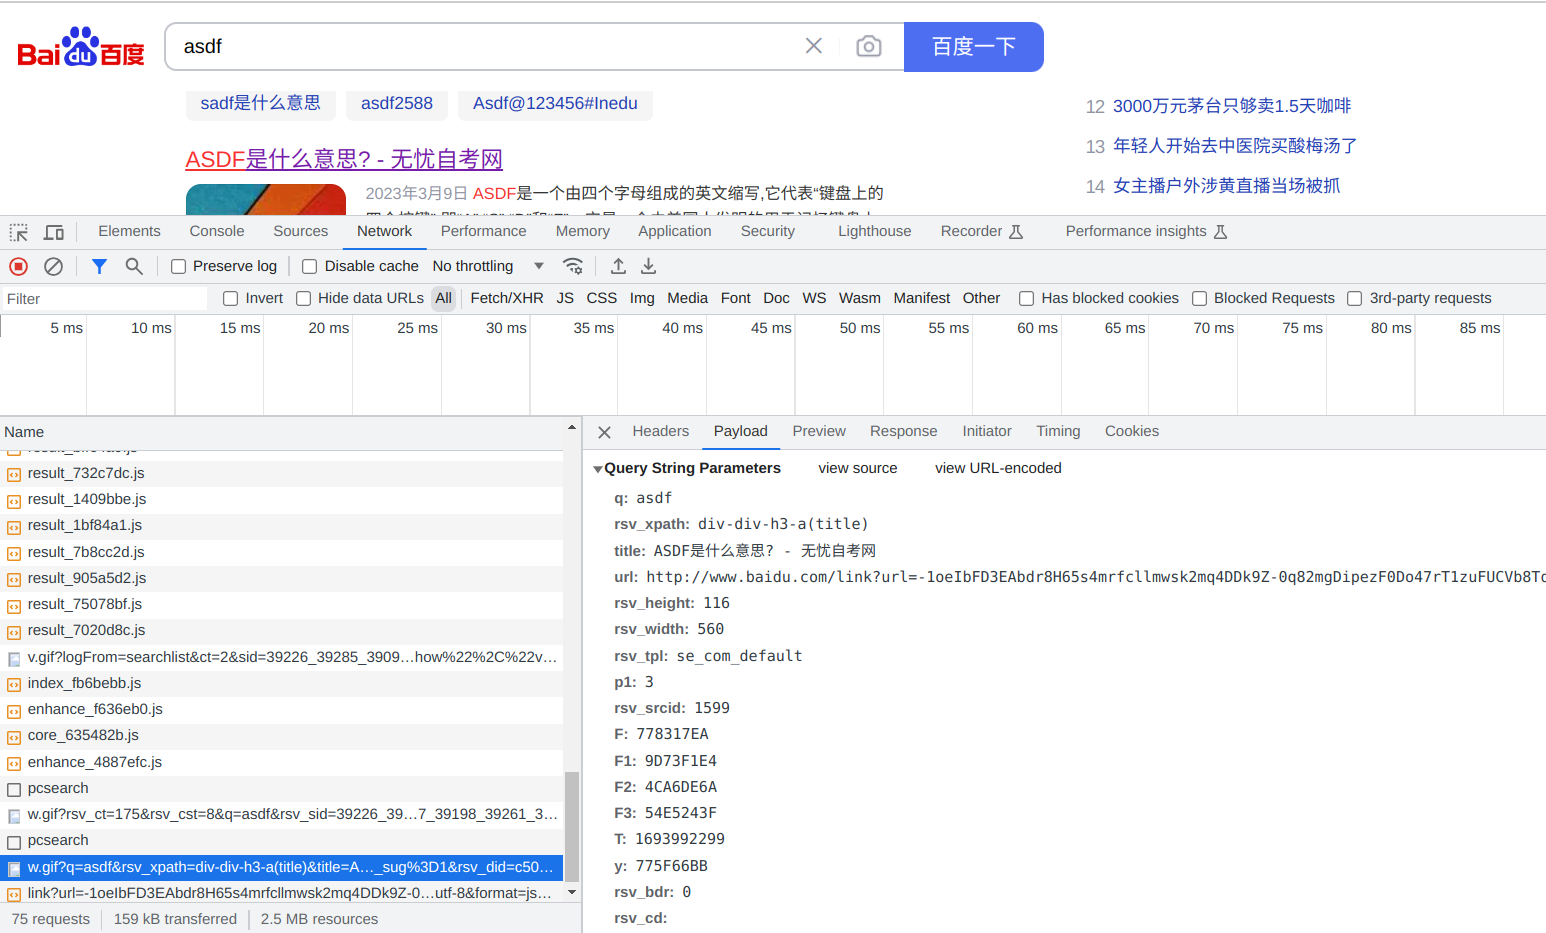 Bai du 百度 asdf 百度一下
sadf是什么意思 asdf2588 Asdf@123456#Inedu
12 3000万元茅台只够卖1.5天咖啡
13 年轻人开始去中医院买酸梅汤了
14 女主播户外涉黄直播当场被抓
ASDF是什么意思? - 无忧自考网
2023年3月9日 ASDF是一个由四个字母组成的英文缩写,它代表“键盘上的
Elements Console Sources Network Performance Memory Application Security Lighthouse Recorder Performance insights
Preserve log Disable cache No throttling
Filter Invert Hide data URLs All Fetch/XHR JS CSS Img Media Font Doc WS Wasm Manifest Other Has blocked cookies Blocked Requests 3rd-party requests
5 ms 10 ms 15 ms 20 ms 25 ms 30 ms 35 ms 40 ms 45 ms 50 ms 55 ms 60 ms 65 ms 70 ms 75 ms 80 ms 85 ms
Name
result_732c7dc.js
result_1409bbe.js
result_1bf84a1.js
result_7b8cc2d.js
result_905a5d2.js
result_75078bf.js
result_7020d8c.js
v.gif?logFrom=searchlist&ct=2&sid=39226_39285_3909…how%22%2C%22v…
index_fb6bebb.js
enhance_f636eb0.js
core_635482b.js
enhance_4887efc.js
pcsearch
w.gif?rsv_ct=175&rsv_cst=8&q=asdf&rsv_sid=39226_39…7_39198_39261_3…
pcsearch
w.gif?q=asdf&rsv_xpath=div-div-h3-a(title)&title=A…_sug%3D1&rsv_did=c50…
link?url=-1oeIbFD3EAbdr8H65s4mrfcllmwsk2mq4DDk9Z-0…utf-8&format=js…
75 requests 159 kB transferred 2.5 MB resources
Headers Payload Preview Response Initiator Timing Cookies
Query String Parameters view source view URL-encoded
q: asdf
rsv_xpath: div-div-h3-a(title)
title: ASDF是什么意思? - 无忧自考网
url: http://www.baidu.com/link?url=-1oeIbFD3EAbdr8H65s4mrfcllmwsk2mq4DDk9Z-0q82mgDipezF0Do47rT1zuFUCVb8To
rsv_height: 116
rsv_width: 560
rsv_tpl: se_com_default
p1: 3
rsv_srcid: 1599
F: 778317EA
F1: 9D73F1E4
F2: 4CA6DE6A
F3: 54E5243F
T: 1693992299
y: 775F66BB
rsv_bdr: 0
rsv_cd: